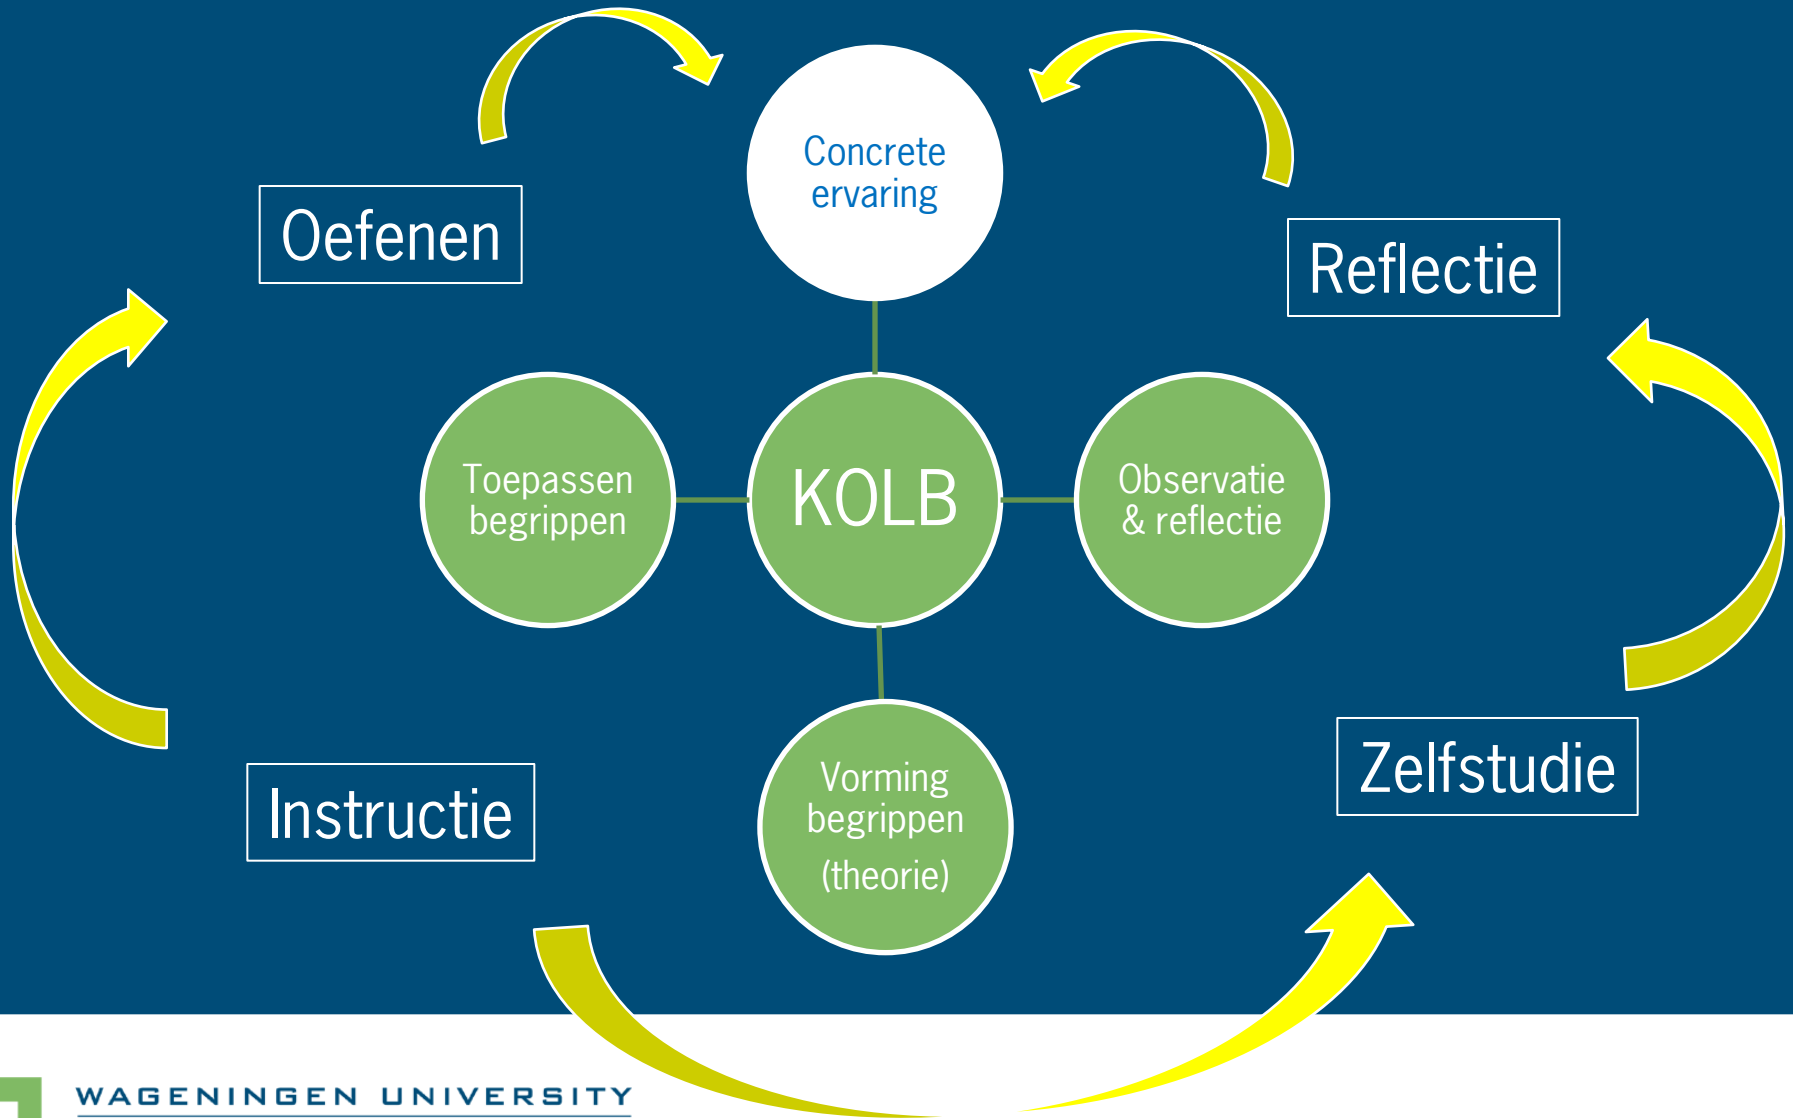 Concrete
ervaring
Oefenen
Reflectie
Toepassen
begrippen
KOLB
Observatie
& reflectie
Instructie
Vorming
begrippen
(theorie)
Zelfstudie
WAGENINGEN UNIVERSITY